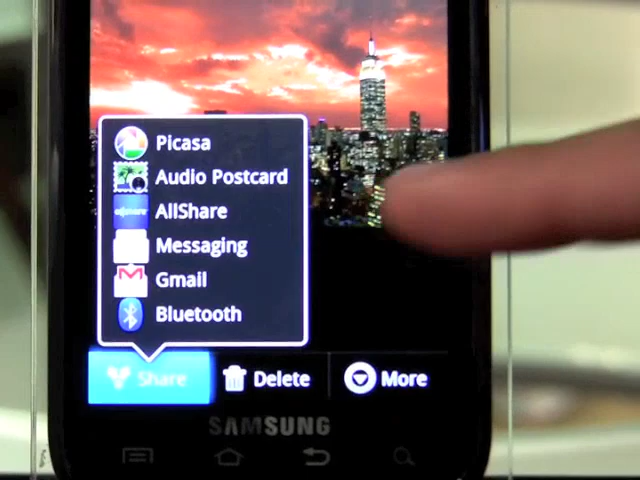 Picasa
Audio Postcard
AllShare
Messaging
Gmail
Bluetooth
Share Delete More
SAMSUNG